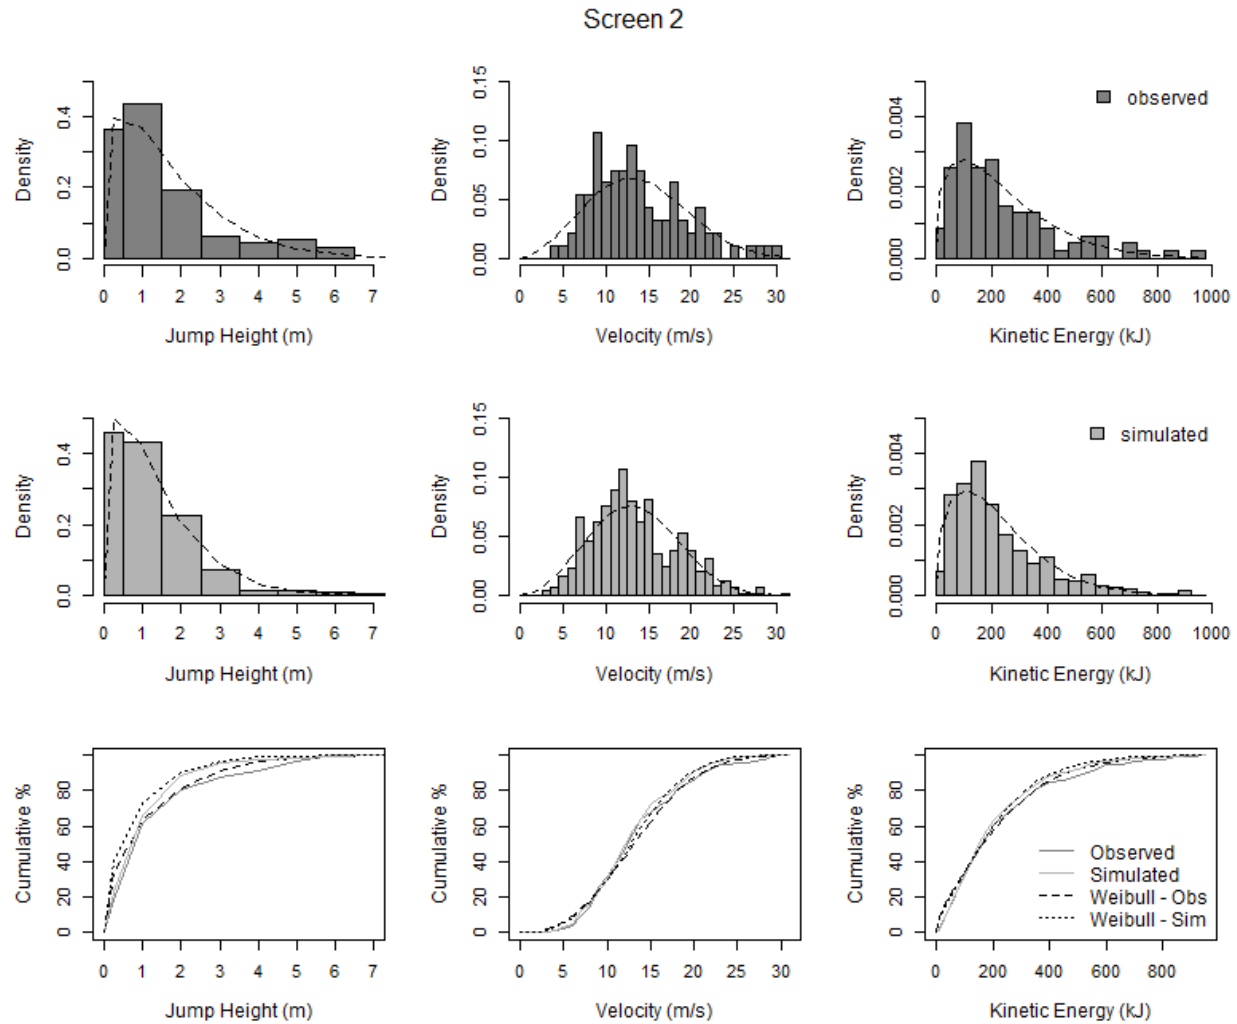 Screen 2
Density
0.0 0.2 0.4
0 1 2 3 4 5 6 7
Jump Height (m)
Density
0.00 0.05 0.10 0.15
0 5 10 15 20 25 30
Velocity (m/s)
Density
0.000 0.002 0.004
0 200 400 600 800 1000
Kinetic Energy (kJ)
observed
Density
0.0 0.2 0.4
0 1 2 3 4 5 6 7
Jump Height (m)
Density
0.00 0.05 0.10 0.15
0 5 10 15 20 25 30
Velocity (m/s)
Density
0.000 0.002 0.004
0 200 400 600 800 1000
Kinetic Energy (kJ)
simulated
Cumulative %
0 20 40 60 80
0 1 2 3 4 5 6 7
Jump Height (m)
Cumulative %
0 20 40 60 80
0 5 10 15 20 25 30
Velocity (m/s)
Cumulative %
0 20 40 60 80
0 200 400 600 800
Kinetic Energy (kJ)
Observed
Simulated
Weibull - Obs
Weibull - Sim